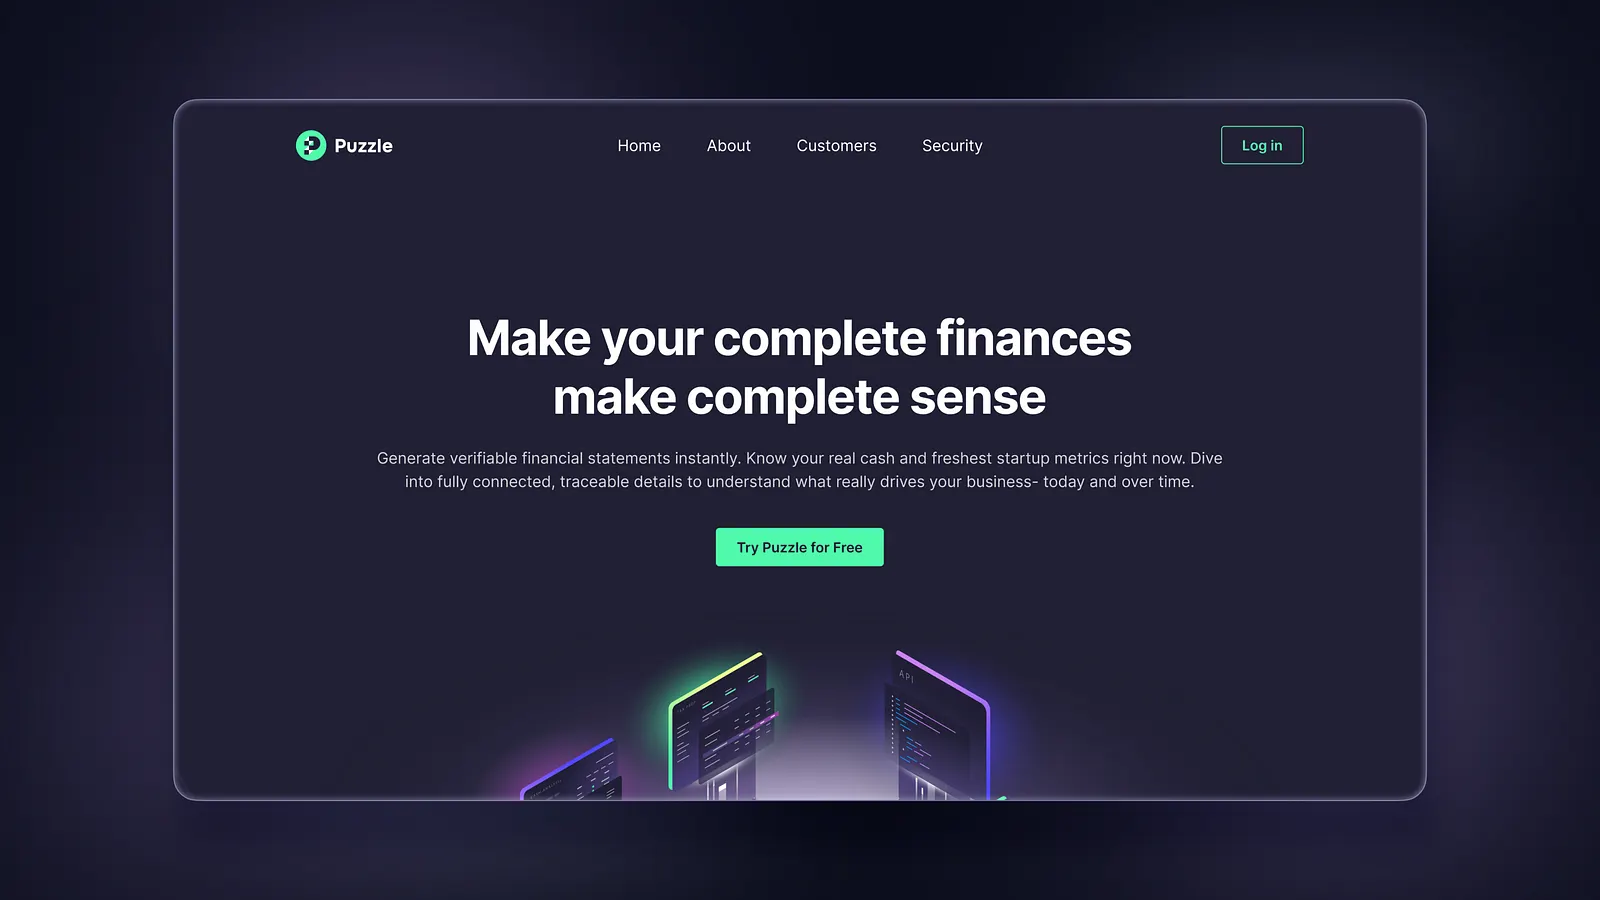 Puzzle
Home
About
Customers
Security
Log in
Make your complete finances
make complete sense
Generate verifiable financial statements instantly. Know your real cash and freshest startup metrics right now. Dive
into fully connected, traceable details to understand what really drives your business- today and over time.
Try Puzzle for Free
API